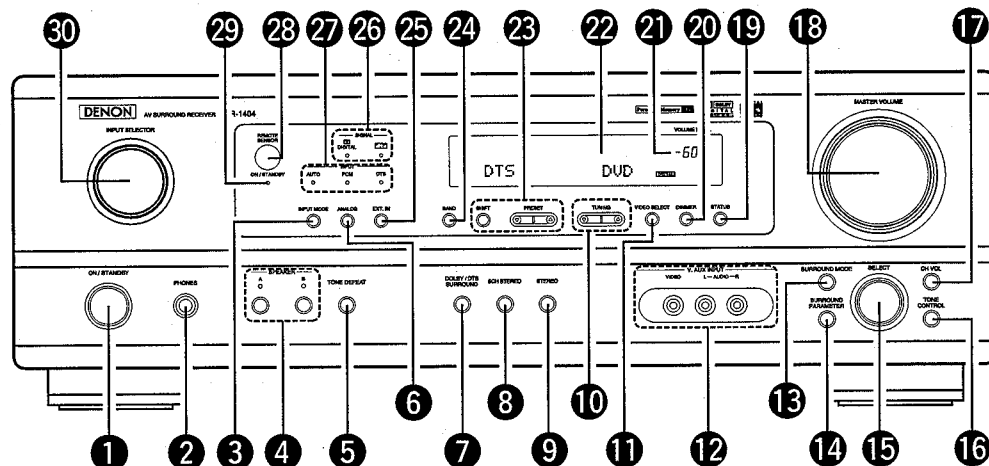 30 29 28 27 26 25 24 23 22 21 20 19 18 17
DENON AV SURROUND RECEIVER R-1404
INPUT SELECTOR
REMOTE SENSOR
ON / STANDBY
SIGNAL
DIGITAL
INPUT
AUTO PCM DTS
VOLUME
-60
DTS DVD
MASTER VOLUME
INPUT MODE ANALOG EXT. IN BAND SHIFT PRESET TUNING VIDEO SELECT DIMMER STATUS
ON / STANDBY
PHONES
SPEAKER
A B
TONE DEFEAT
DOLBY / DTS SURROUND
5CH STEREO
STEREO
V. AUX INPUT
VIDEO L — AUDIO — R
SURROUND MODE
SELECT
CH VOL
SURROUND PARAMETER
TONE CONTROL
1 2 3 4 5 6 7 8 9 10 11 12 13 14 15 16